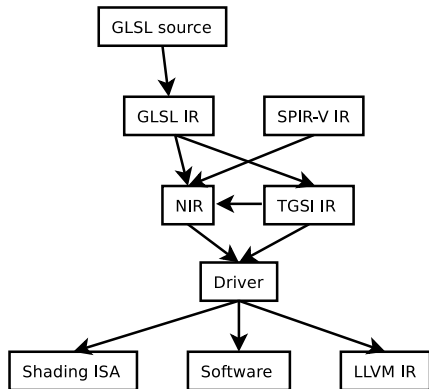 GLSL source
GLSL IR
SPIR-V IR
NIR
TGSI IR
Driver
Shading ISA
Software
LLVM IR